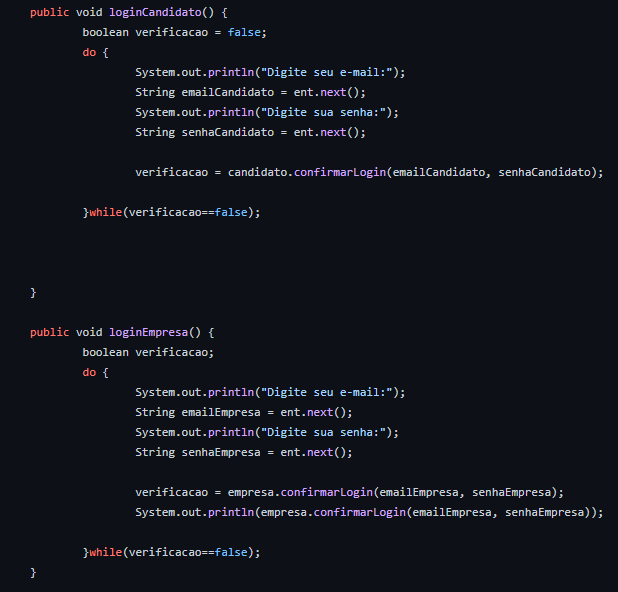 public void loginCandidato() {
boolean verificacao = false;
do {
System.out.println("Digite seu e-mail:");
String emailCandidato = ent.next();
System.out.println("Digite sua senha:");
String senhaCandidato = ent.next();
verificacao = candidato.confirmarLogin(emailCandidato, senhaCandidato);
}while(verificacao==false);
}
public void loginEmpresa() {
boolean verificacao;
do {
System.out.println("Digite seu e-mail:");
String emailEmpresa = ent.next();
System.out.println("Digite sua senha:");
String senhaEmpresa = ent.next();
verificacao = empresa.confirmarLogin(emailEmpresa, senhaEmpresa);
System.out.println(empresa.confirmarLogin(emailEmpresa, senhaEmpresa));
}while(verificacao==false);
}